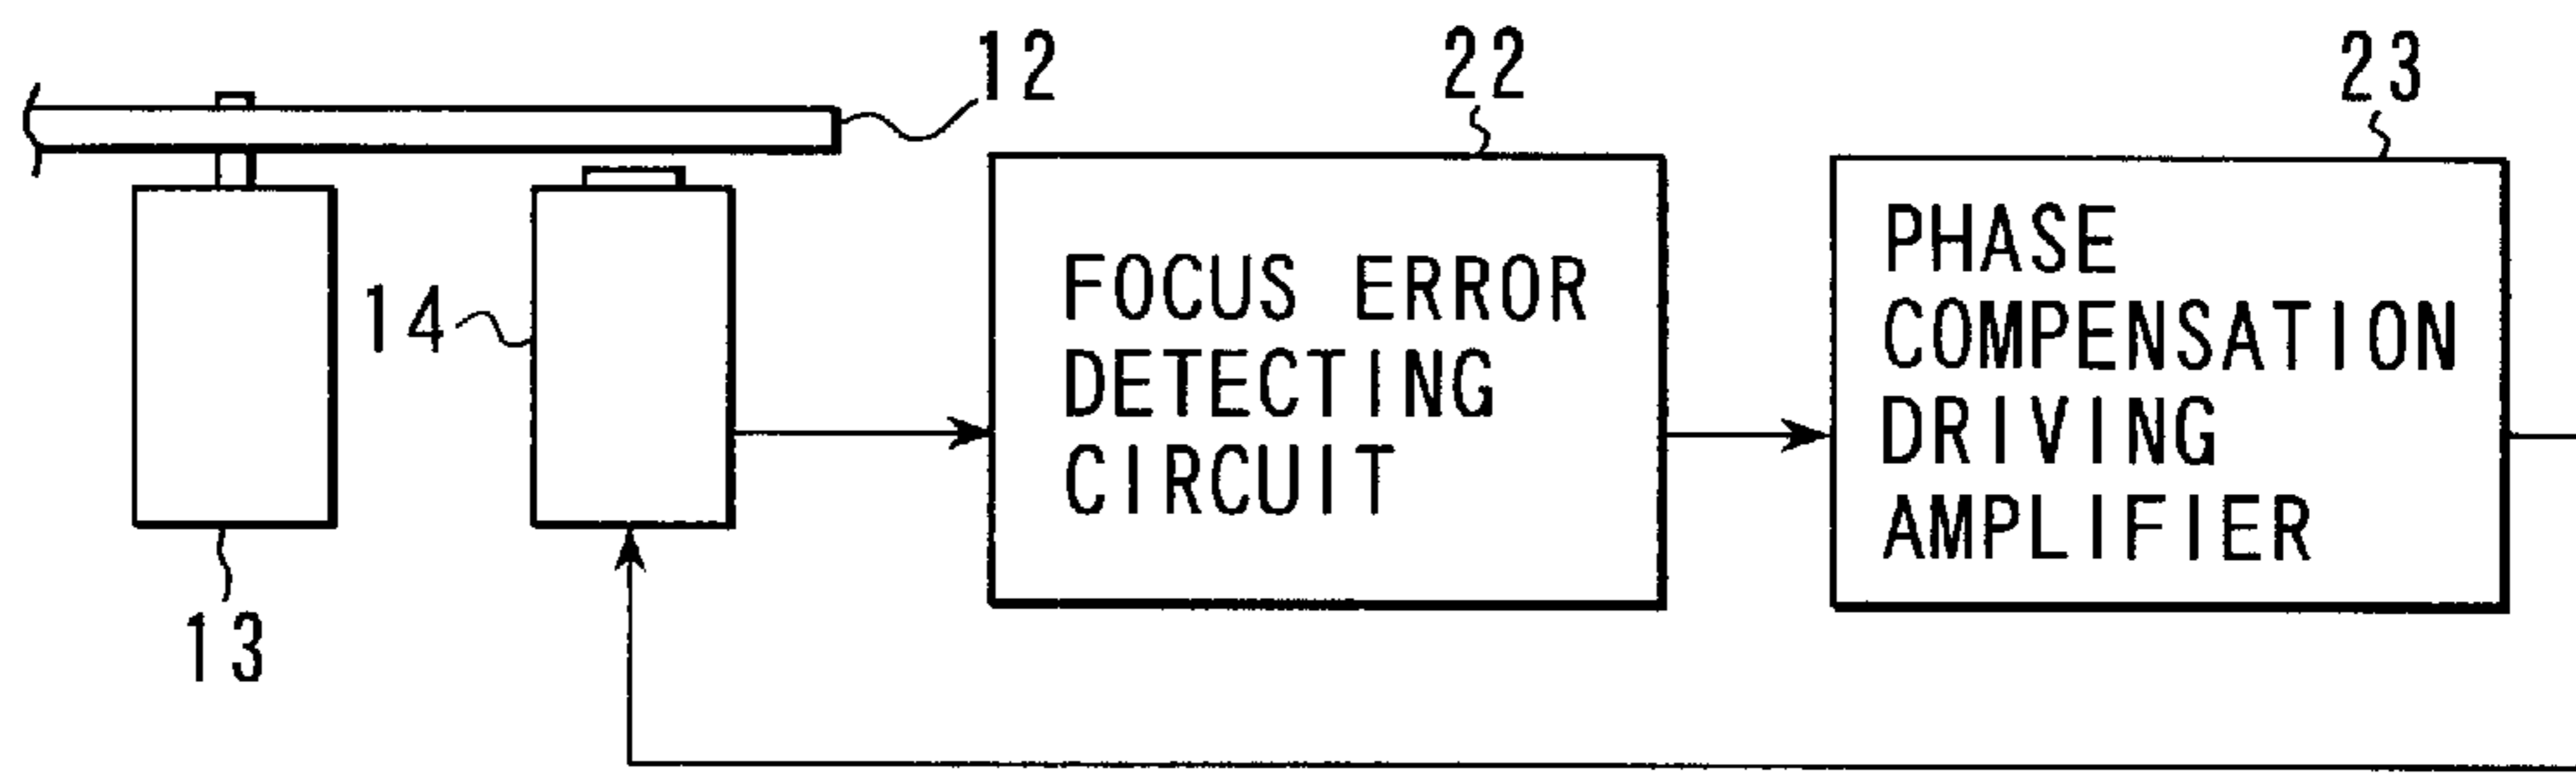 12
22
23
14
13
FOCUS ERROR
DETECTING
CIRCUIT
PHASE
COMPENSATION
DRIVING
AMPLIFIER